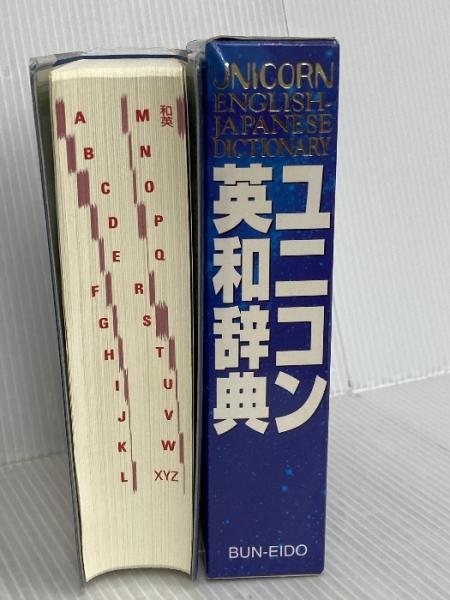 A
B
C
D
E
F
G
H
I
J
K
L
M
N
O
P
Q
R
S
T
U
V
W
XYZ
和英
UNICORN
ENGLISH-
JAPANESE
DICTIONARY
ユニコン
英和辞典
BUN-EIDO